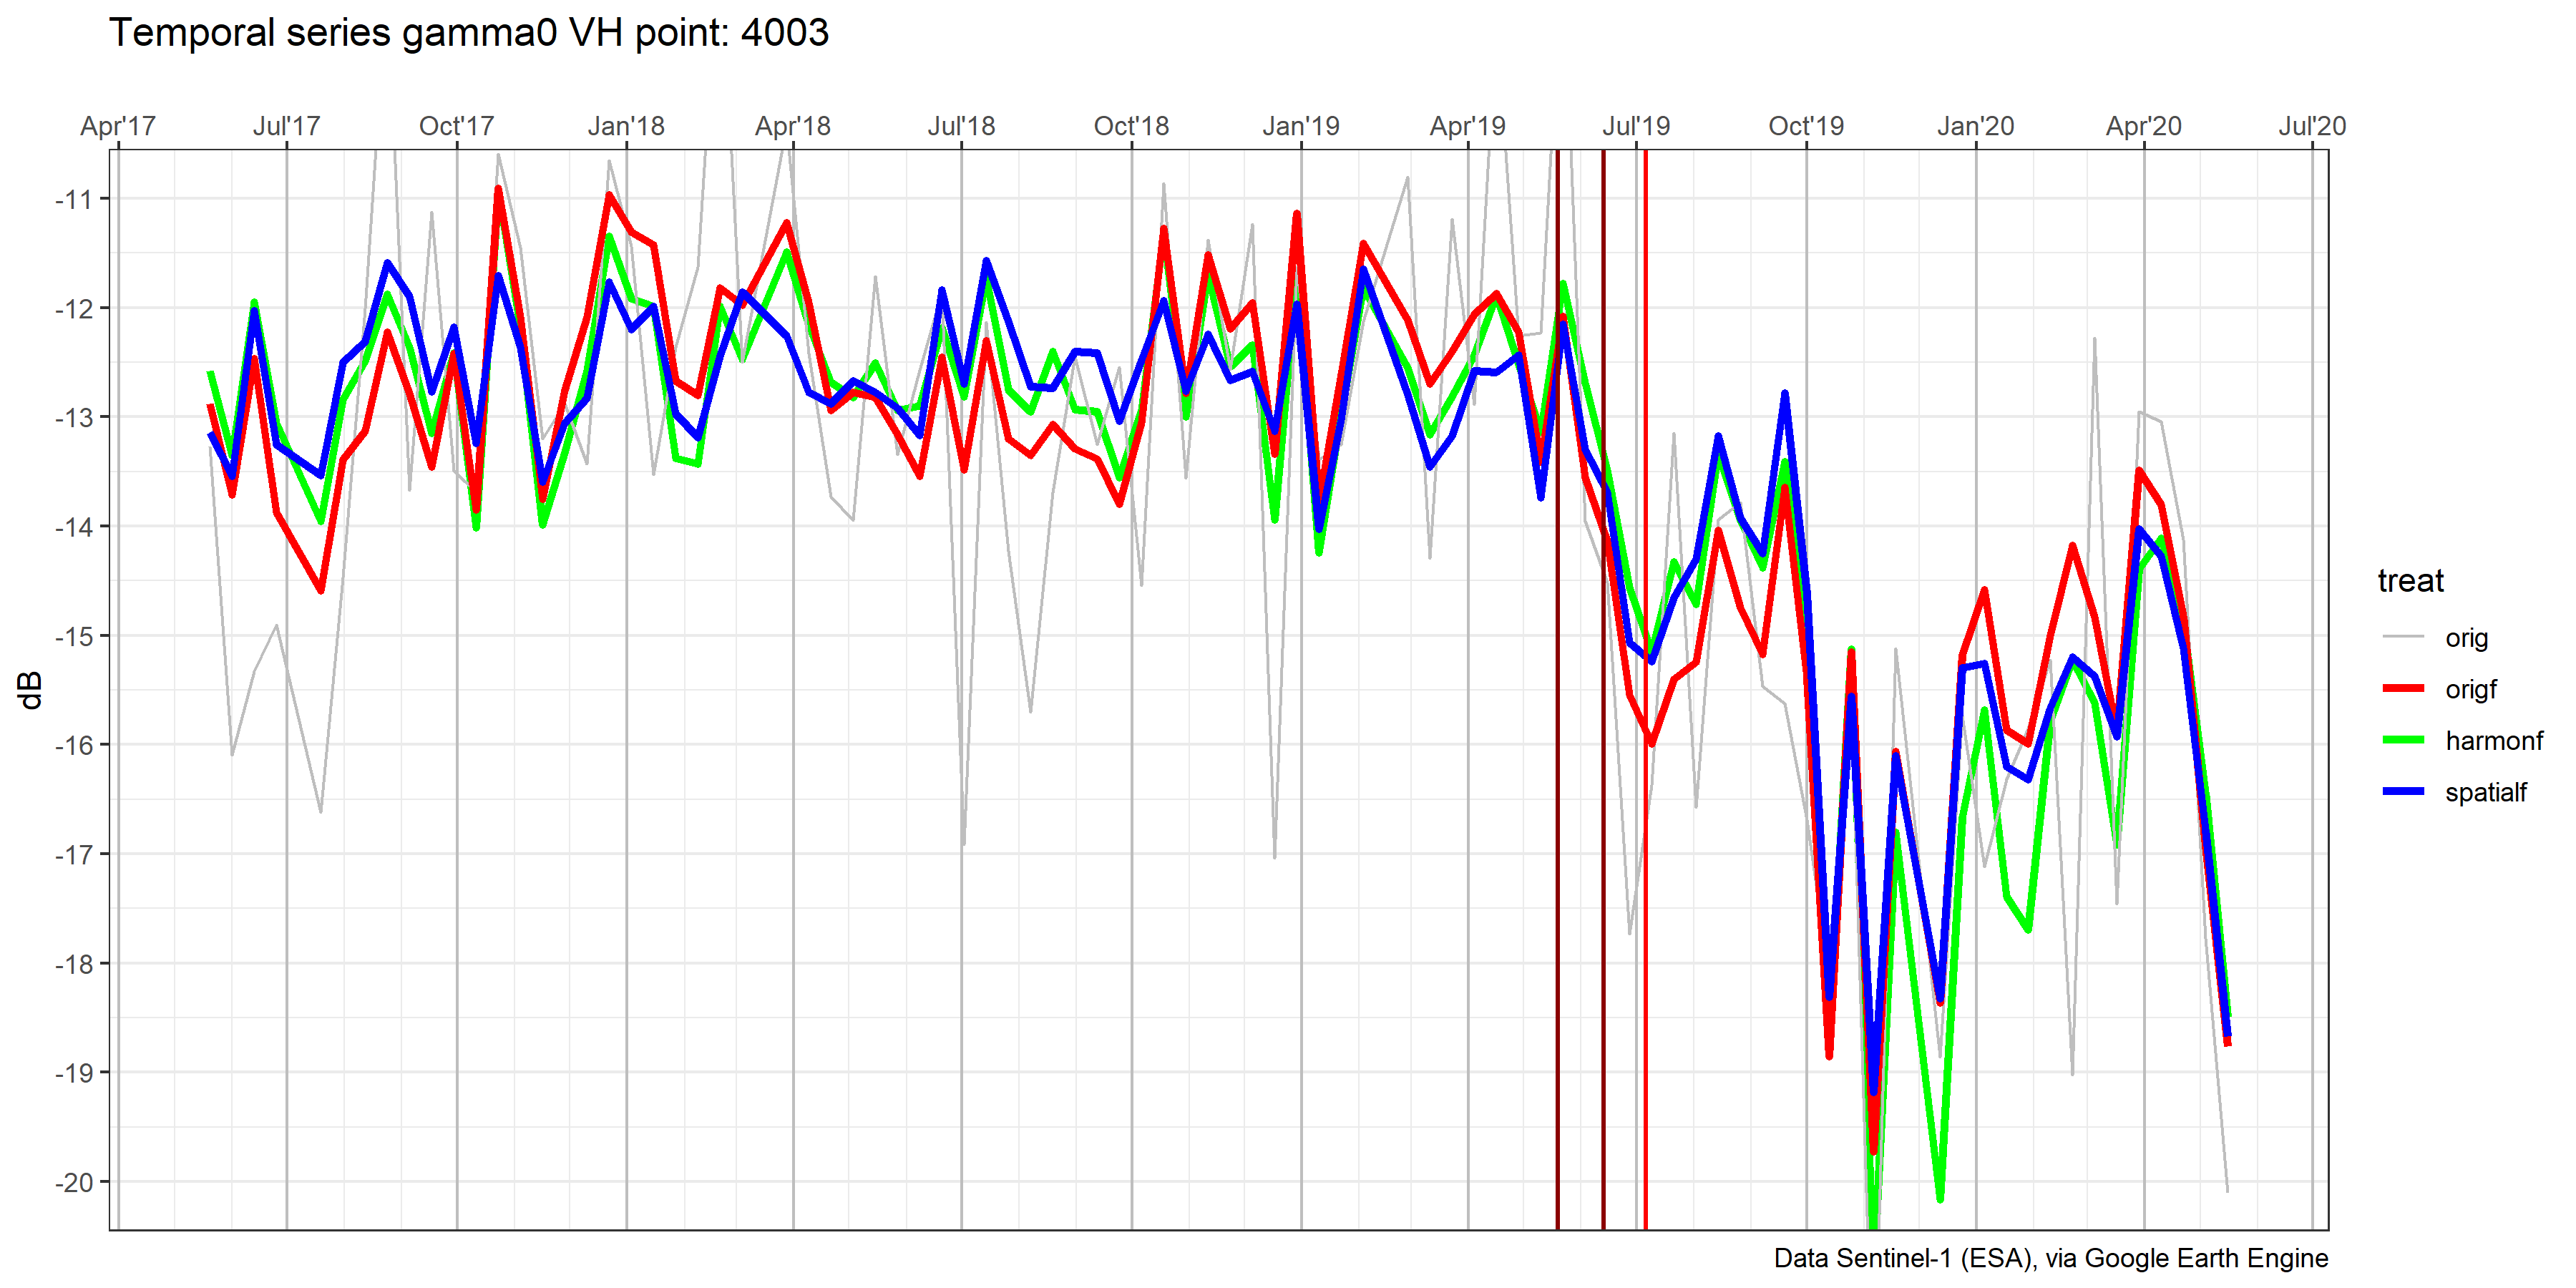 Temporal series gamma0 VH point: 4003
Apr'17 Jul'17 Oct'17 Jan'18 Apr'18 Jul'18 Oct'18 Jan'19 Apr'19 Jul'19 Oct'19 Jan'20 Apr'20 Jul'20
-11
-12
-13
-14
-15
-16
-17
-18
-19
-20
dB
treat
orig
origf
harmonf
spatialf
Data Sentinel-1 (ESA), via Google Earth Engine